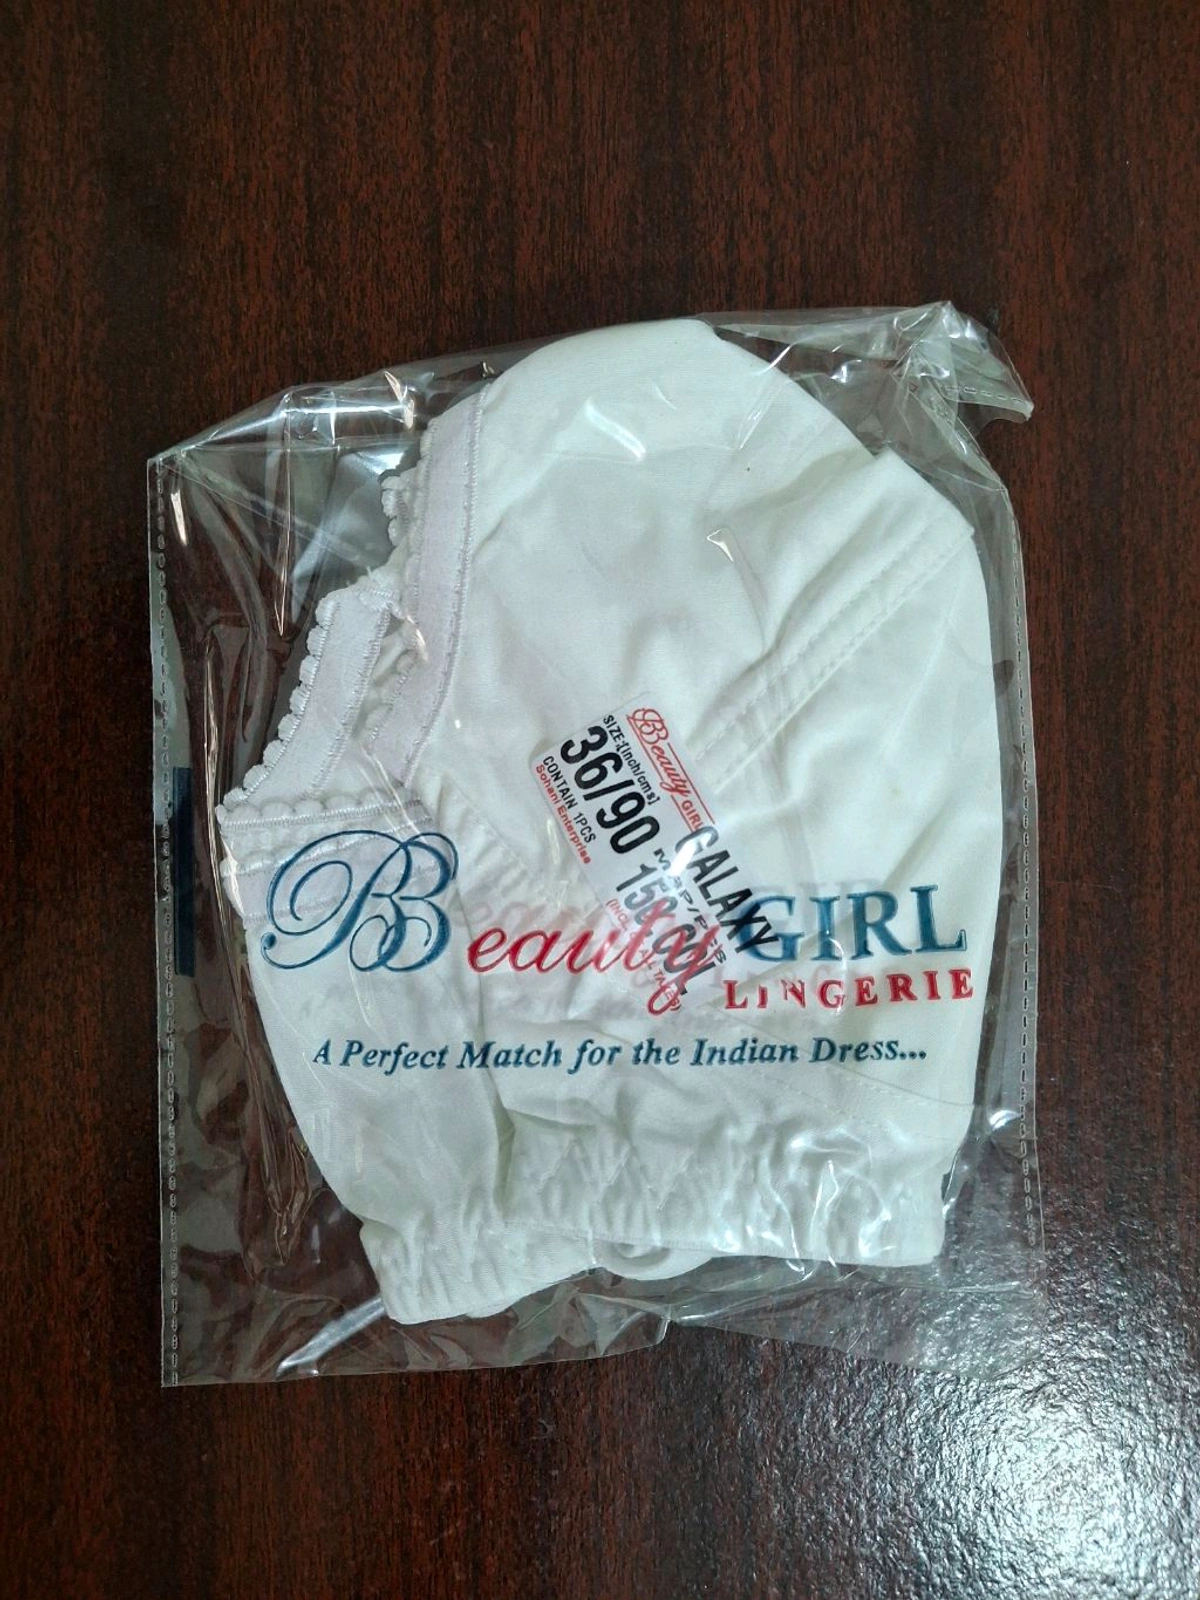 Beauty GIRL
GALAXY
SIZE:[inch/cms]
36/90
CONTAIN 1PCS
Sohani Enterprise
Beauty GIRL
LINGERIE
A Perfect Match for the Indian Dress...